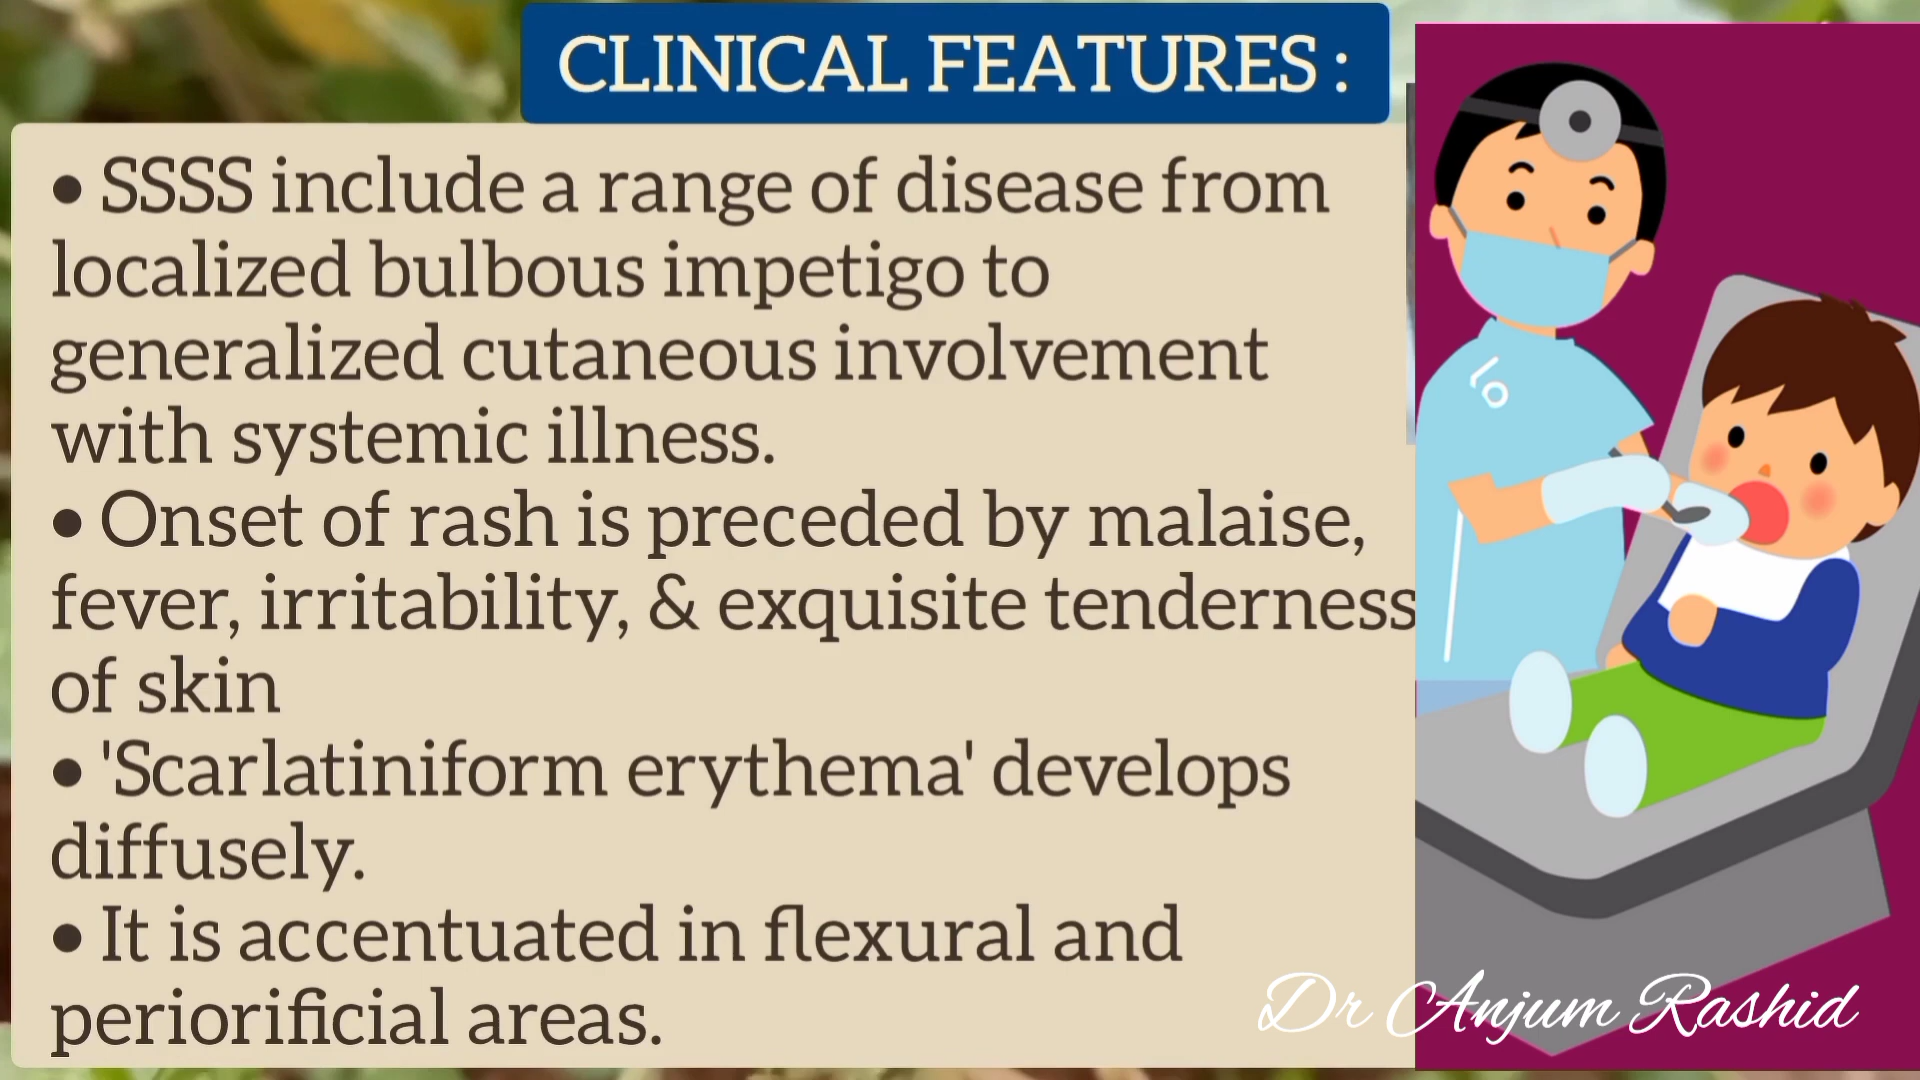 CLINICAL FEATURES :
• SSSS include a range of disease from
localized bulbous impetigo to
generalized cutaneous involvement
with systemic illness.
• Onset of rash is preceded by malaise,
fever, irritability, & exquisite tenderness
of skin
• 'Scarlatiniform erythema' develops
diffusely.
• It is accentuated in flexural and
periorificial areas.
Dr Anjum Rashid